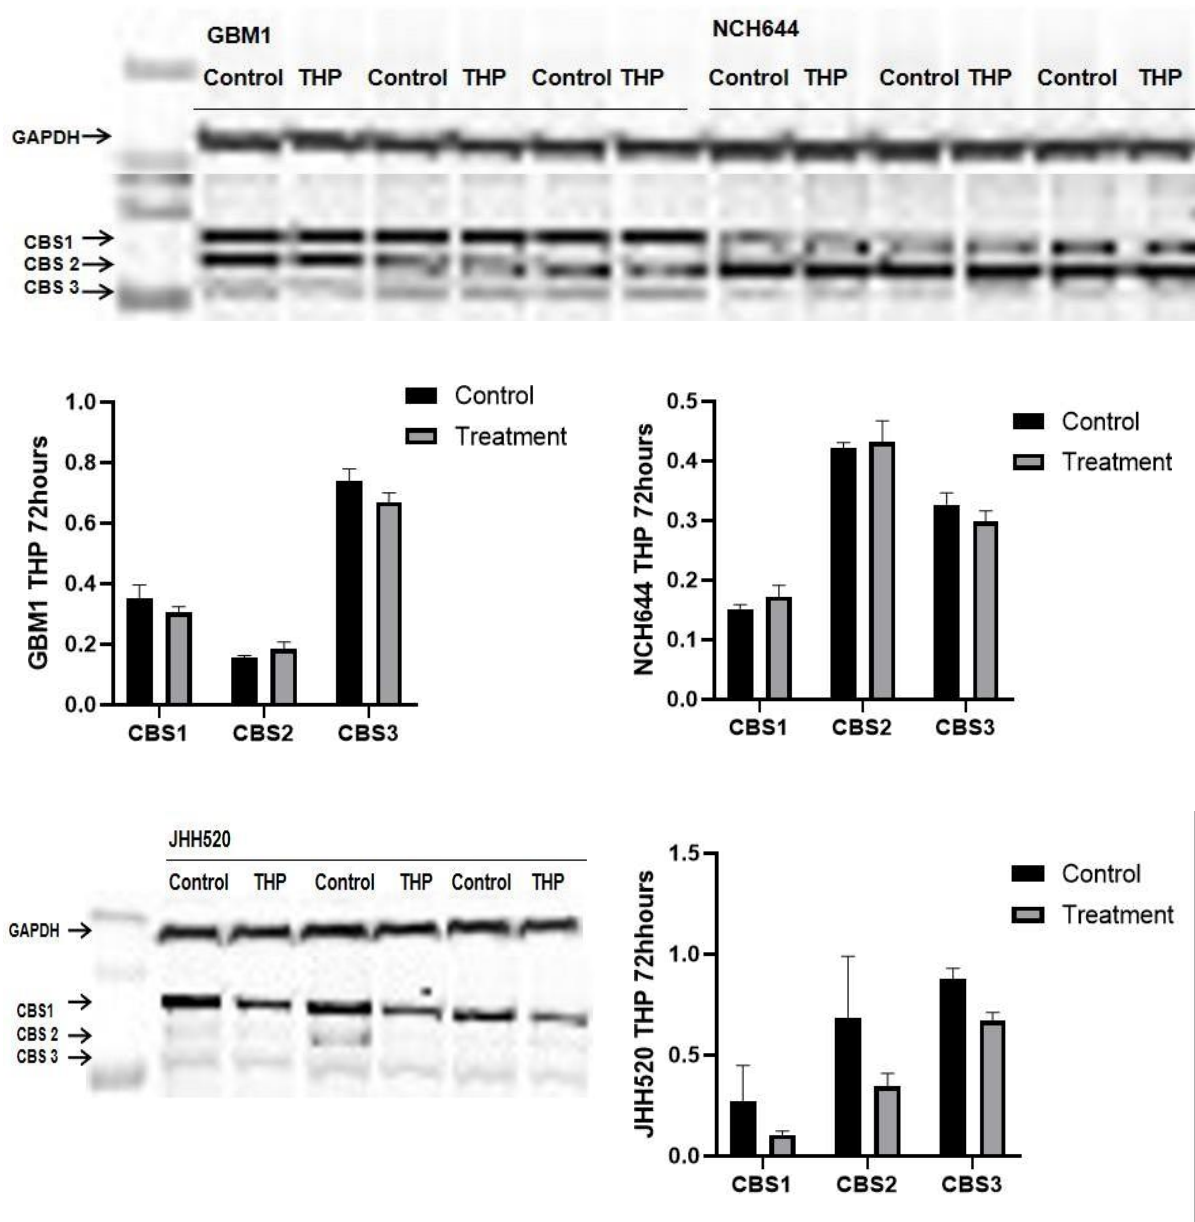 GBM1
NCH644
Control THP Control THP Control THP Control THP Control THP Control THP
GAPDH
CBS1
CBS 2
CBS 3
GBM1 THP 72hours
1.0
0.8
0.6
0.4
0.2
0.0
CBS1 CBS2 CBS3
Control
Treatment
NCH644 THP 72hours
0.5
0.4
0.3
0.2
0.1
0.0
CBS1 CBS2 CBS3
Control
Treatment
JHH520
Control THP Control THP Control THP
GAPDH
CBS1
CBS 2
CBS 3
JHH520 THP 72hhours
1.5
1.0
0.5
0.0
CBS1 CBS2 CBS3
Control
Treatment